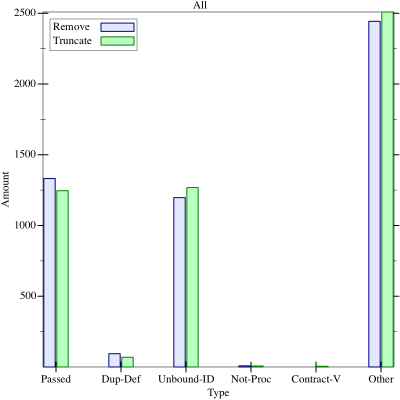 All
Remove
Truncate
2500
2000
1500
1000
500
Amount
Passed Dup-Def Unbound-ID Not-Proc Contract-V Other
Type